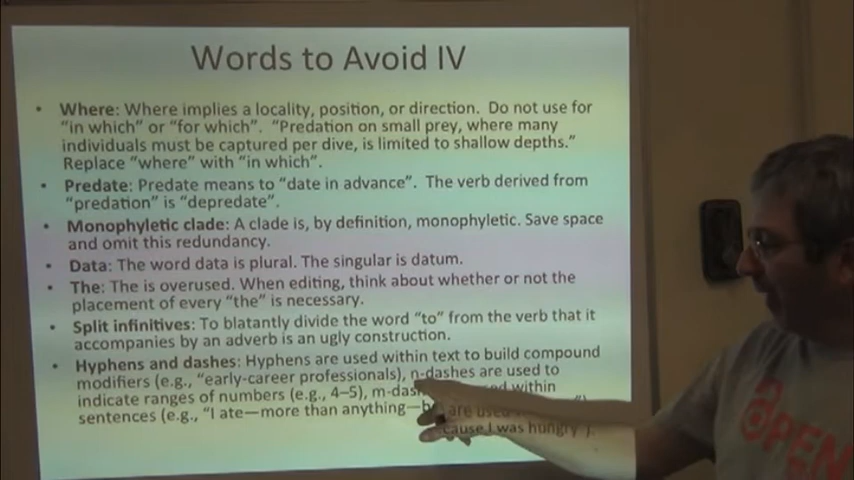 Words to Avoid IV
• Where: Where implies a locality, position, or direction. Do not use for
"in which" or "for which". "Predation on small prey, where many
individuals must be captured per dive, is limited to shallow depths."
Replace "where" with "in which".
• Predate: Predate means to "date in advance". The verb derived from
"predation" is "depredate".
• Monophyletic clade: A clade is, by definition, monophyletic. Save space
and omit this redundancy.
• Data: The word data is plural. The singular is datum.
• The: The is overused. When editing, think about whether or not the
placement of every "the" is necessary.
• Split infinitives: To blatantly divide the word "to" from the verb that it
accompanies by an adverb is an ugly construction.
• Hyphens and dashes: Hyphens are used within text to build compound
modifiers (e.g., "early-career professionals), n-dashes are used to
indicate ranges of numbers (e.g., 4–5), m-das within
sentences (e.g., "I ate—more than anything—b
are used
cause I was hungry").
OPEN